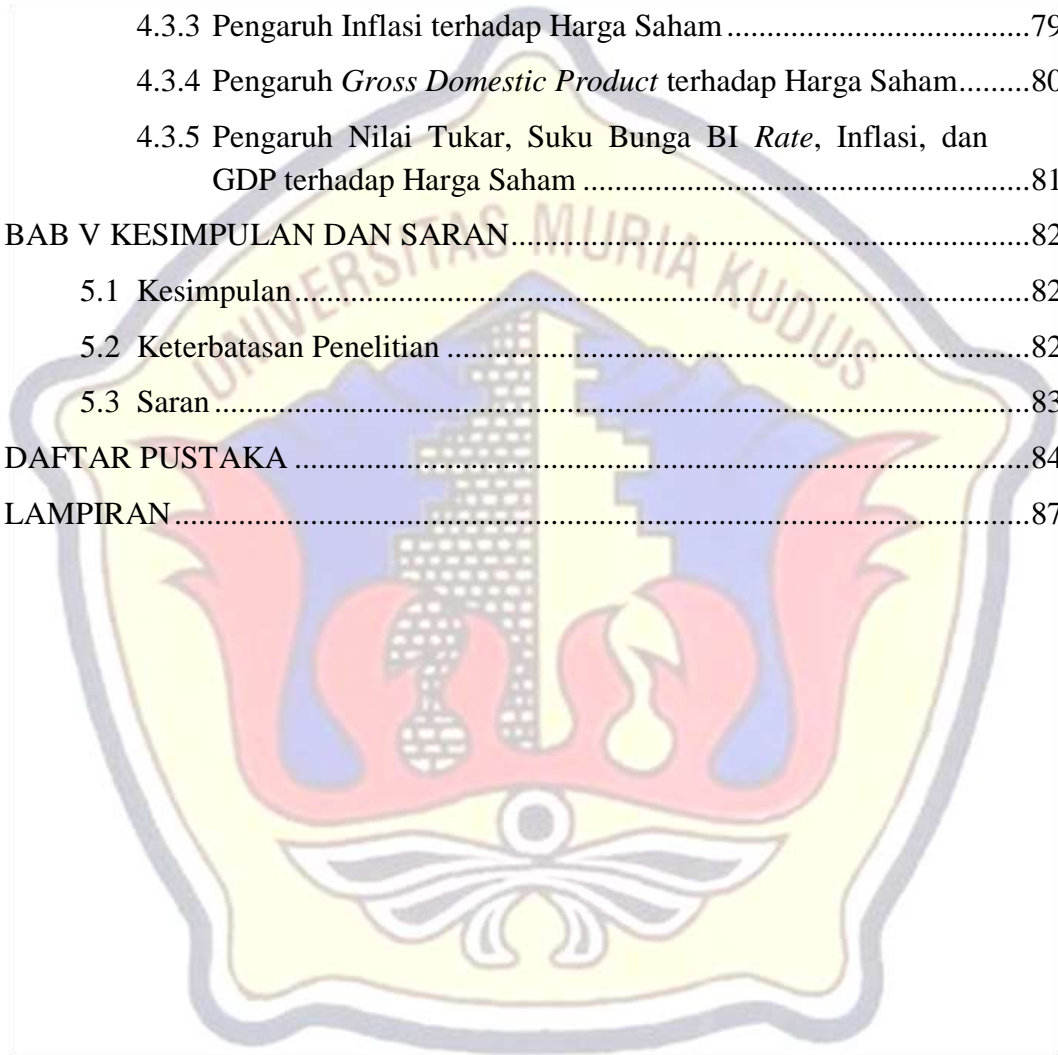 4.3.3 Pengaruh Inflasi terhadap Harga Saham....................................79
4.3.4 Pengaruh Gross Domestic Product terhadap Harga Saham.......80
4.3.5 Pengaruh Nilai Tukar, Suku Bunga BI Rate, Inflasi, dan
GDP terhadap Harga Saham.....................................................81
BAB V KESIMPULAN DAN SARAN.....................................................82
5.1 Kesimpulan...................................................................................82
5.2 Keterbatasan Penelitian................................................................82
5.3 Saran.............................................................................................83
DAFTAR PUSTAKA................................................................................84
LAMPIRAN..............................................................................................87
UNIVERSITAS MURIA KUDUS